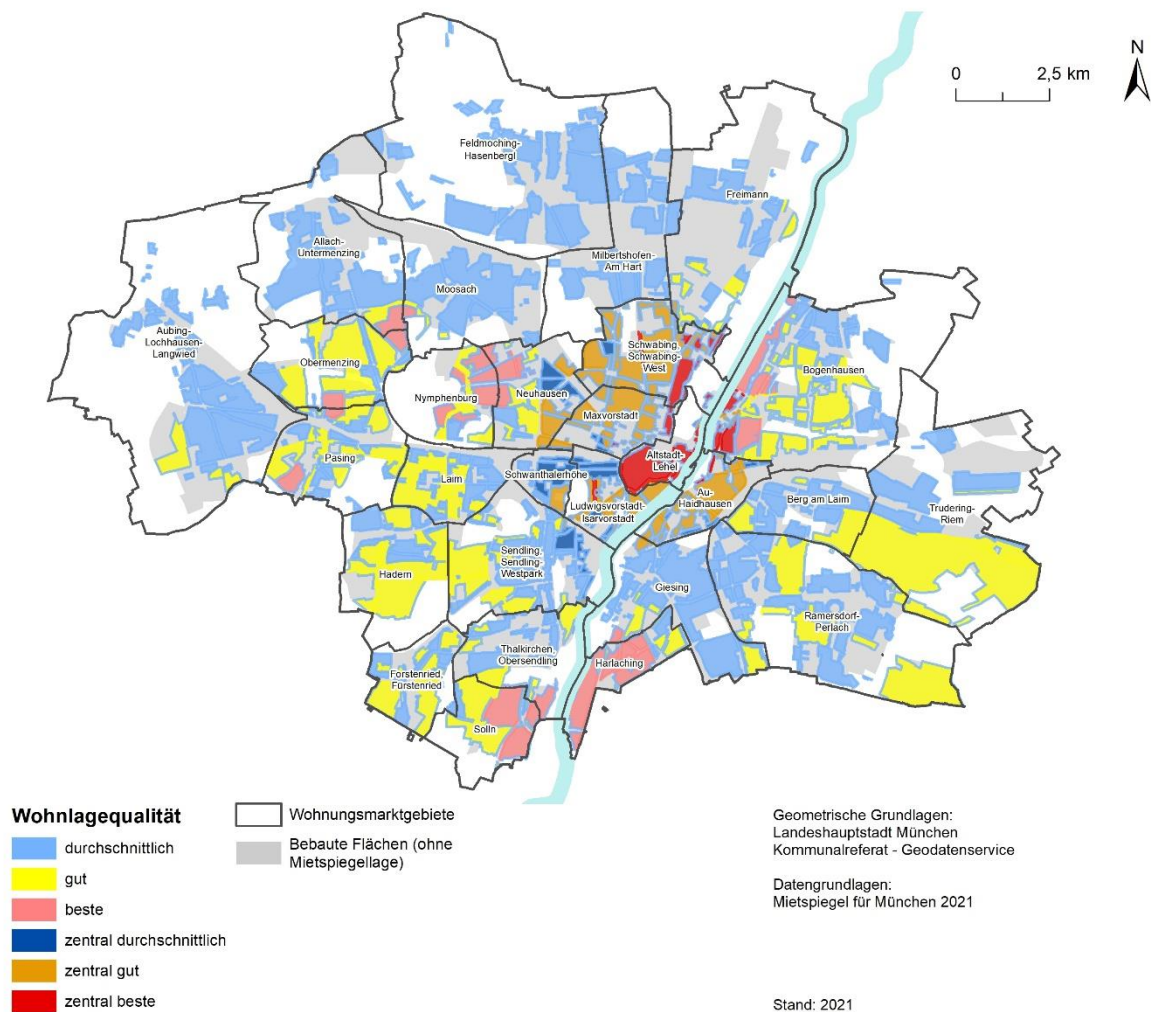 N
0 2,5 km
Feldmoching-
Hasenbergl
Freimann
Allach-
Untermenzing
Milbertshofen-
Am Hart
Moosach
Aubing-
Lochhausen-
Langwied
Obermenzing
Schwabing,
Schwabing-
West
Bogenhausen
Nymphenburg
Neuhausen
Maxvorstadt
Pasing
Altstadt-
Lehel
Laim
Schwanthalerhöhe
Au-
Haidhausen
Berg am Laim
Trudering-
Riem
Ludwigsvorstadt-
Isarvorstadt
Sendling,
Sendling-
Westpark
Hadern
Giesing
Ramersdorf-
Perlach
Thalkirchen,
Obersendling
Harlaching
Forstenried,
Fürstenried
Solln
Wohnlagequalität
durchschnittlich
gut
beste
zentral durchschnittlich
zentral gut
zentral beste
Wohnungsmarktgebiete
Bebaute Flächen (ohne
Mietspiegellage)
Geometrische Grundlagen:
Landeshauptstadt München
Kommunalreferat - Geodatenservice
Datengrundlagen:
Mietspiegel für München 2021
Stand: 2021